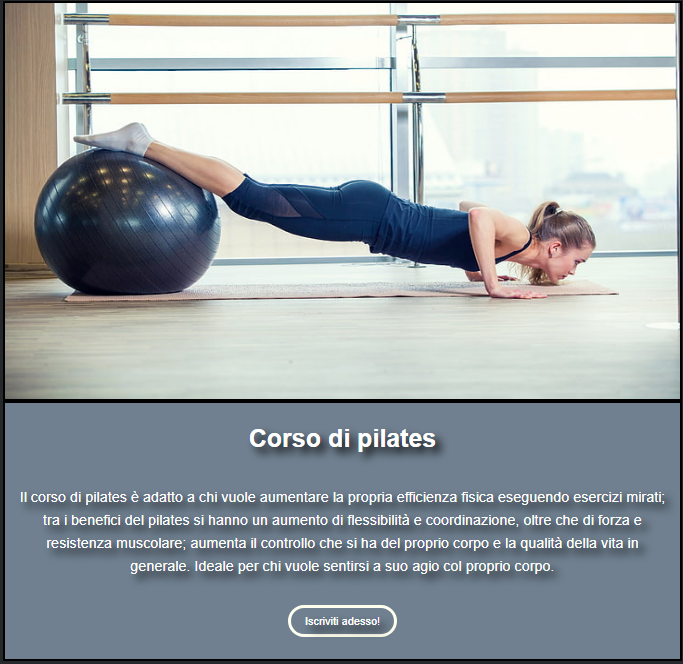 Corso di pilates
Il corso di pilates è adatto a chi vuole aumentare la propria efficienza fisica eseguendo esercizi mirati;
tra i benefici del pilates si hanno un aumento di flessibilità e coordinazione, oltre che di forza e
resistenza muscolare; aumenta il controllo che si ha del proprio corpo e la qualità della vita in
generale. Ideale per chi vuole sentirsi a suo agio col proprio corpo.
Iscriviti adesso!